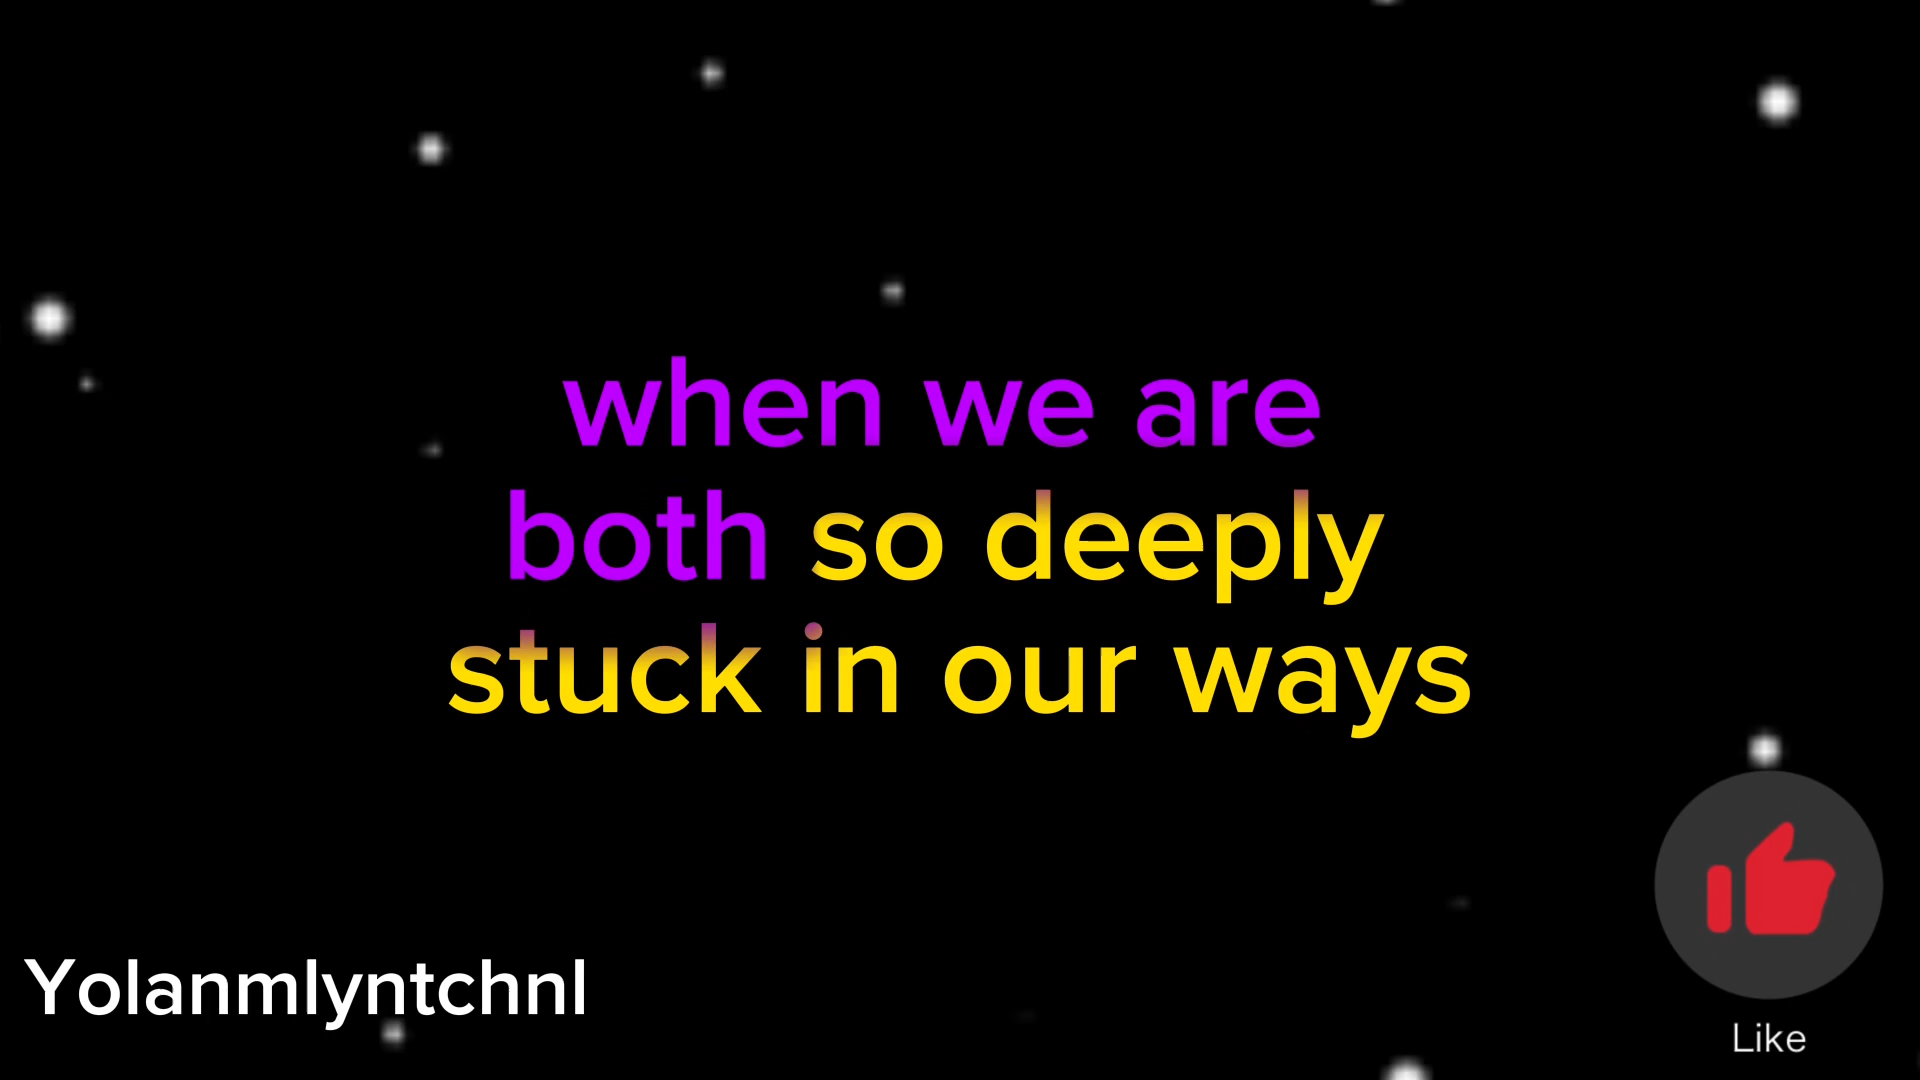 when we are
both so deeply
stuck in our ways
Yolanmlyntchnl
Like